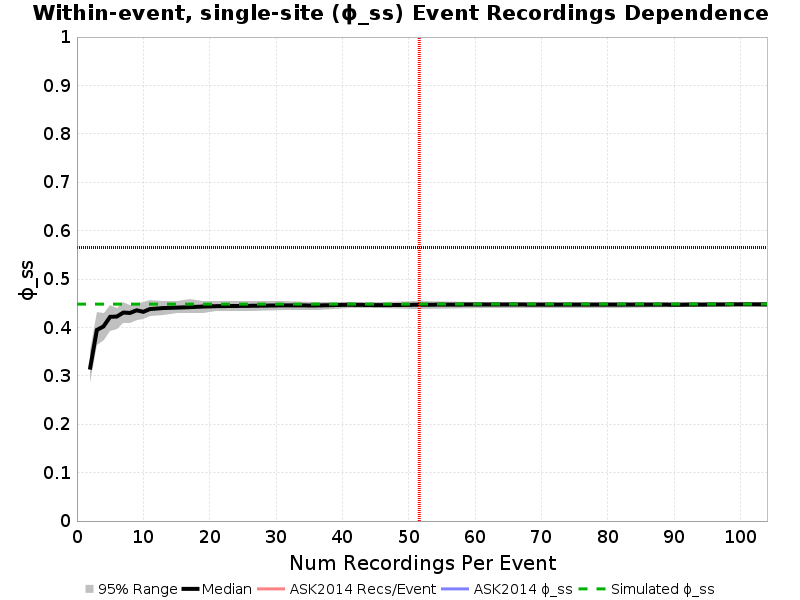 Within-event, single-site (ϕ_ss) Event Recordings Dependence
1
0.9
0.8
0.7
0.6
0.5
0.4
0.3
0.2
0.1
0
ϕ_ss
0 10 20 30 40 50 60 70 80 90 100
Num Recordings Per Event
95% Range Median ASK2014 Recs/Event ASK2014 ϕ_ss Simulated ϕ_ss